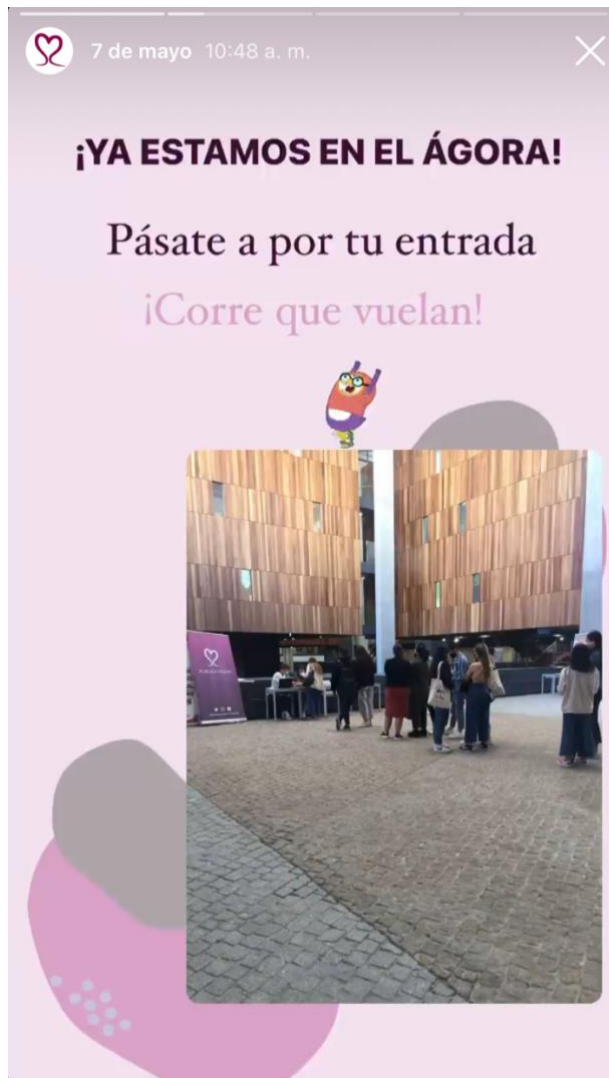 7 de mayo 10:48 a. m.
¡YA ESTAMOS EN EL ÁGORA!
Pásate a por tu entrada
¡Corre que vuelan!